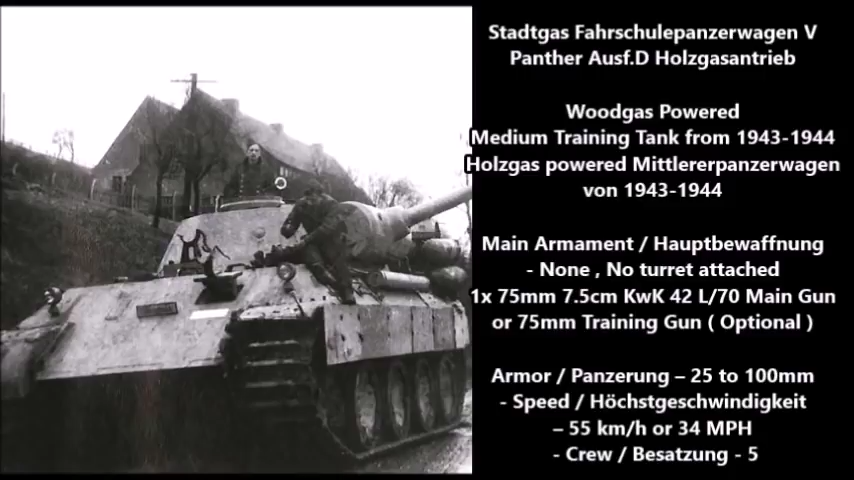 Stadtgas Fahrschulepanzerwagen V
Panther Ausf.D Holzgasantrieb
Woodgas Powered
Medium Training Tank from 1943-1944
Holzgas powered Mittlererpanzerwagen
von 1943-1944
Main Armament / Hauptbewaffnung
- None , No turret attached
1x 75mm 7.5cm KwK 42 L/70 Main Gun
or 75mm Training Gun ( Optional )
Armor / Panzerung – 25 to 100mm
- Speed / Höchstgeschwindigkeit
– 55 km/h or 34 MPH
- Crew / Besatzung - 5